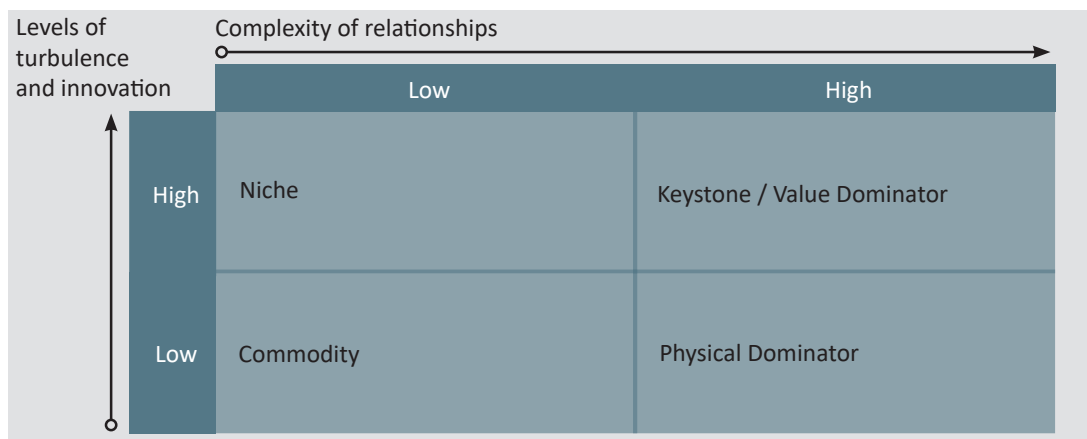 Levels of
turbulence
and innovation
Complexity of relationships
Low
High
High
Niche
Keystone / Value Dominator
Low
Commodity
Physical Dominator